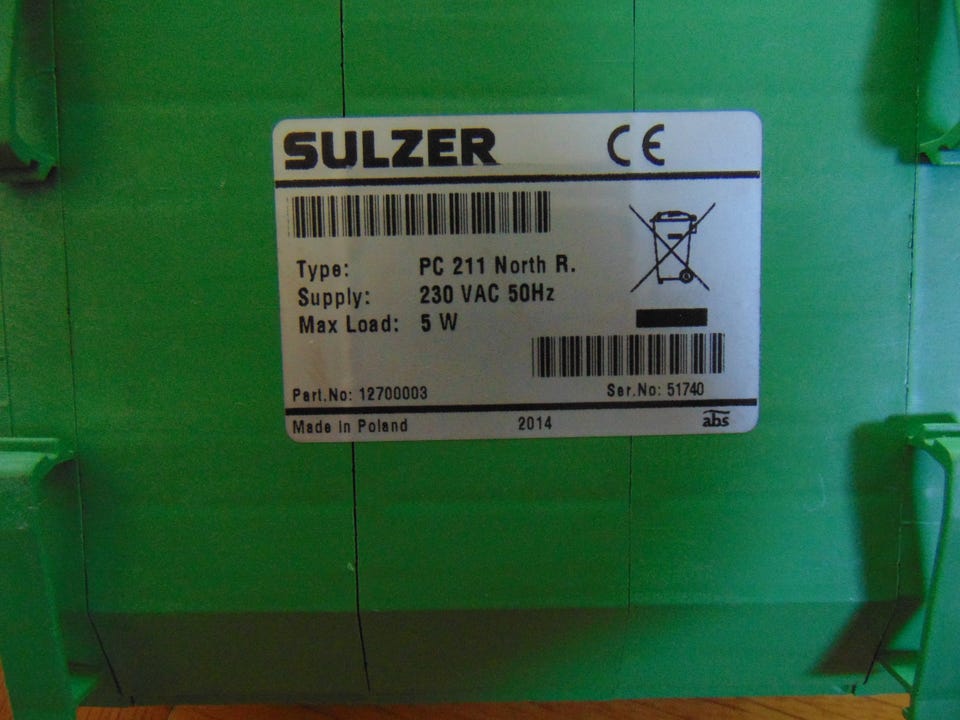 SULZER CE
Type: PC 211 North R.
Supply: 230 VAC 50Hz
Max Load: 5 W
Part.No: 12700003 Ser.No: 51740
Made in Poland 2014 abs